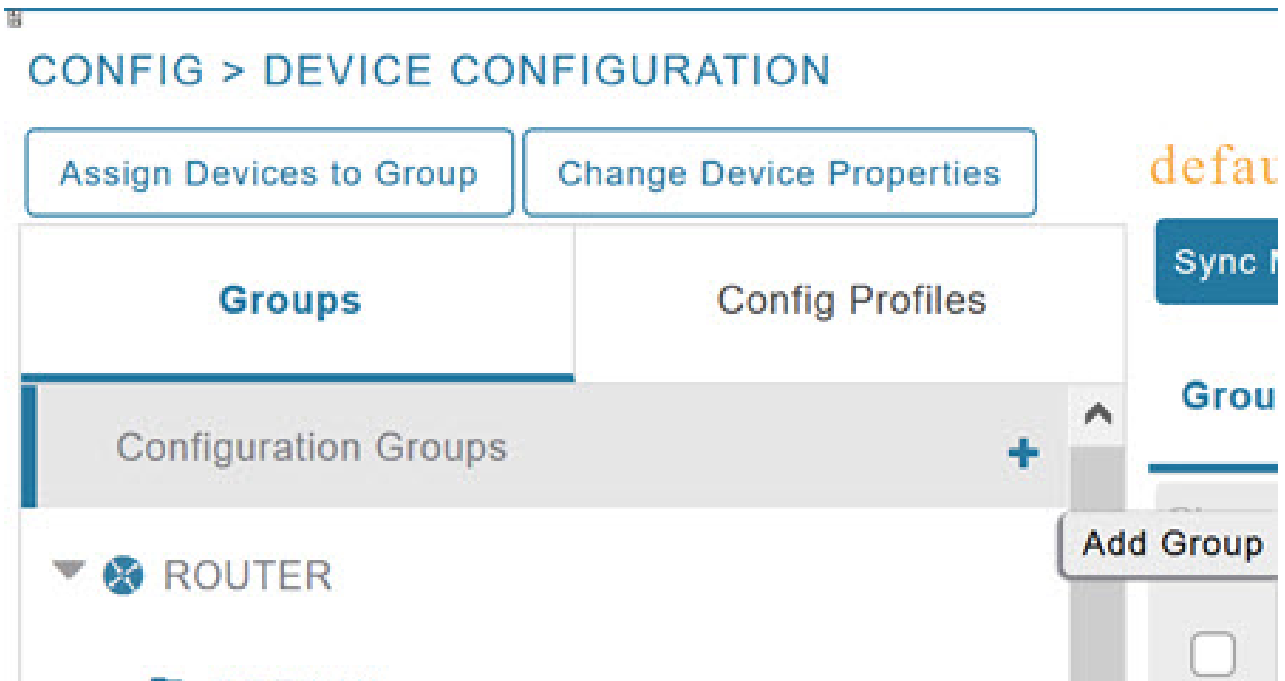 CONFIG > DEVICE CONFIGURATION
Assign Devices to Group
Change Device Properties
Groups
Config Profiles
Configuration Groups
+
ROUTER
defau
Sync
Grou
Add Group